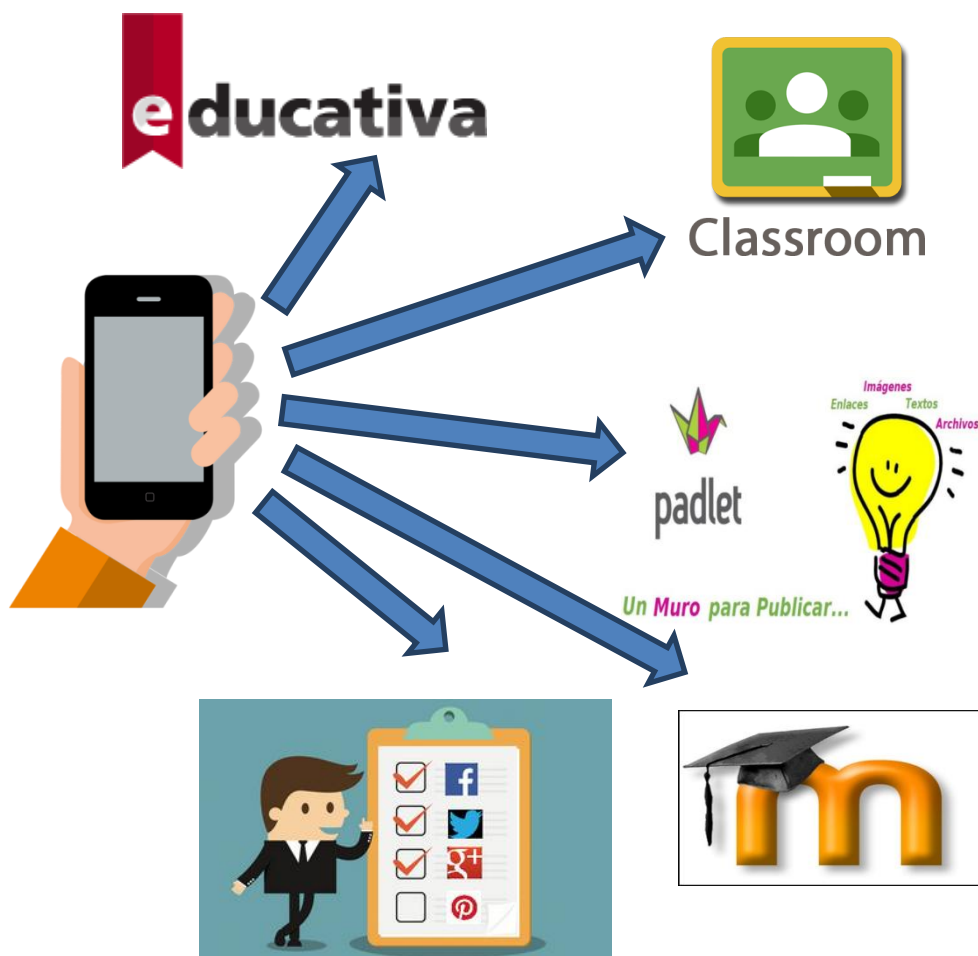 educativa
Classroom
Imágenes
Enlaces Textos
Archivos
padlet
Un Muro para Publicar...
f
g+
m